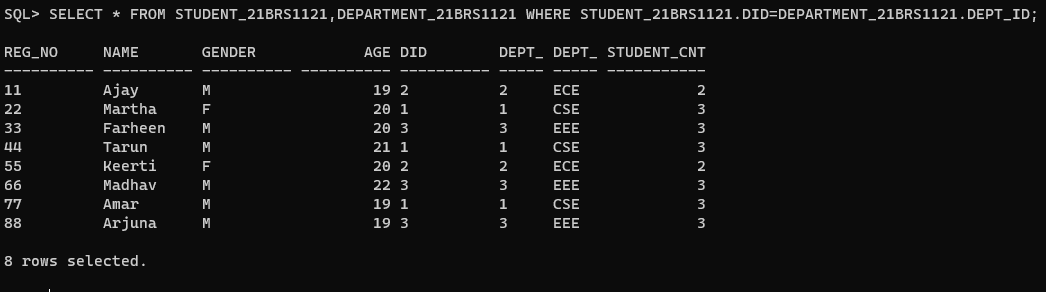 SQL> SELECT * FROM STUDENT_21BRS1121,DEPARTMENT_21BRS1121 WHERE STUDENT_21BRS1121.DID=DEPARTMENT_21BRS1121.DEPT_ID;
REG_NO     NAME       GENDER            AGE DID        DEPT_ DEPT_ STUDENT_CNT
---------- ---------- ---------- ---------- ---------- ----- ----- -----------
11         Ajay       M                  19 2          2     ECE             2
22         Martha     F                  20 1          1     CSE             3
33         Farheen    M                  20 3          3     EEE             3
44         Tarun      M                  21 1          1     CSE             3
55         Keerti     F                  20 2          2     ECE             2
66         Madhav     M                  22 3          3     EEE             3
77         Amar       M                  19 1          1     CSE             3
88         Arjuna     M                  19 3          3     EEE             3
8 rows selected.